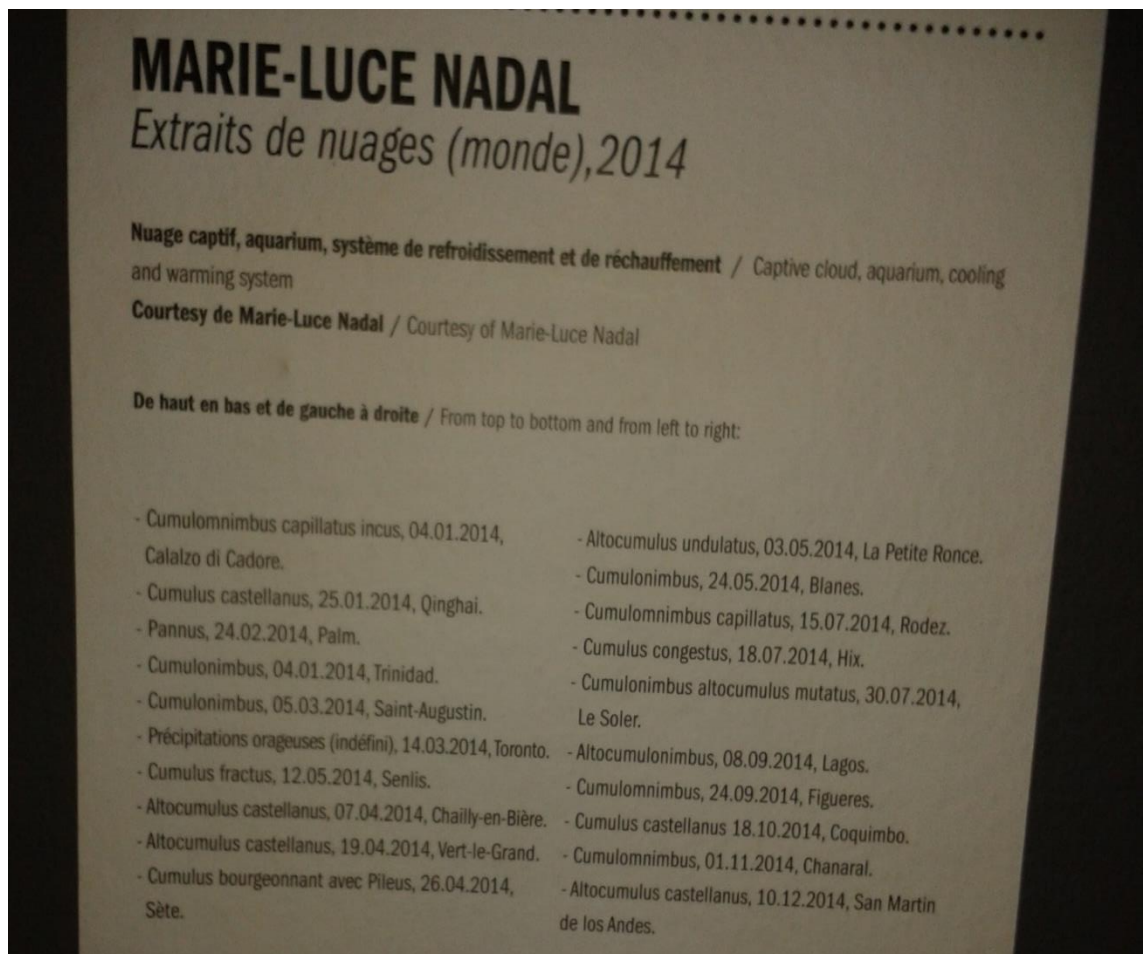 MARIE-LUCE NADAL
Extraits de nuages (monde),2014
Nuage captif, aquarium, système de refroidissement et de réchauffement / Captive cloud, aquarium, cooling
and warming system
Courtesy de Marie-Luce Nadal / Courtesy of Marie-Luce Nadal
De haut en bas et de gauche à droite / From top to bottom and from left to right:
- Cumulomnimbus capillatus incus, 04.01.2014,
Calalzo di Cadore.
- Cumulus castellanus, 25.01.2014, Qinghai.
- Pannus, 24.02.2014, Palm.
- Cumulonimbus, 04.01.2014, Trinidad.
- Cumulonimbus, 05.03.2014, Saint-Augustin.
- Précipitations orageuses (indéfini), 14.03.2014, Toronto.
- Cumulus fractus, 12.05.2014, Senlis.
- Altocumulus castellanus, 07.04.2014, Chailly-en-Bière.
- Altocumulus castellanus, 19.04.2014, Vert-le-Grand.
- Cumulus bourgeonnant avec Pileus, 26.04.2014,
Sète.
- Altocumulus undulatus, 03.05.2014, La Petite Ronce.
- Cumulonimbus, 24.05.2014, Blanes.
- Cumulomnimbus capillatus, 15.07.2014, Rodez.
- Cumulus congestus, 18.07.2014, Hix.
- Cumulonimbus altocumulus mutatus, 30.07.2014,
Le Soler.
- Altocumulonimbus, 08.09.2014, Lagos.
- Cumulomnimbus, 24.09.2014, Figueres.
- Cumulus castellanus 18.10.2014, Coquimbo.
- Cumulomnimbus, 01.11.2014, Chanaral.
- Altocumulus castellanus, 10.12.2014, San Martin
de los Andes.